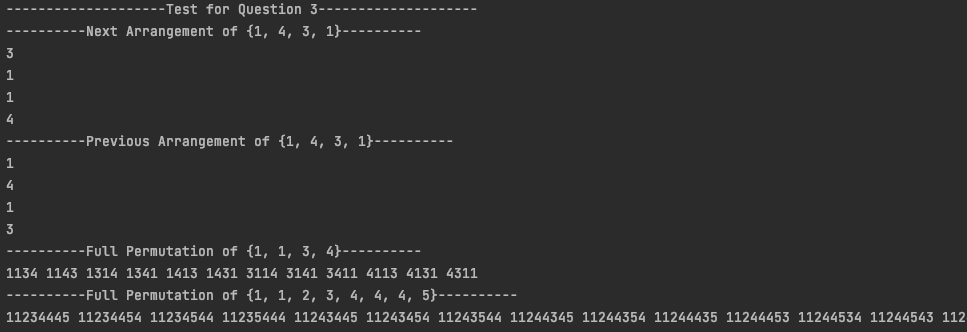 --------------------Test for Question 3--------------------
----------Next Arrangement of {1, 4, 3, 1}----------
3
1
1
4
----------Previous Arrangement of {1, 4, 3, 1}----------
1
4
1
3
----------Full Permutation of {1, 1, 3, 4}----------
1134 1143 1314 1341 1413 1431 3114 3141 3411 4113 4131 4311
----------Full Permutation of {1, 1, 2, 3, 4, 4, 4, 5}----------
11234445 11234454 11234544 11235444 11243445 11243454 11243544 11244345 11244354 11244435 11244453 11244534 11244543 112